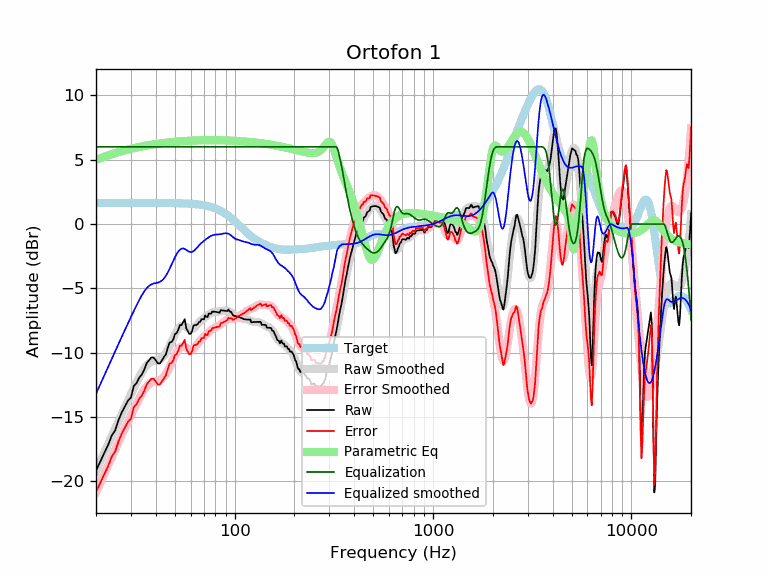 Ortofon 1
10
5
0
−5
−10
−15
−20
Amplitude (dBr)
Target
Raw Smoothed
Error Smoothed
Raw
Error
Parametric Eq
Equalization
Equalized smoothed
100
1000
10000
Frequency (Hz)